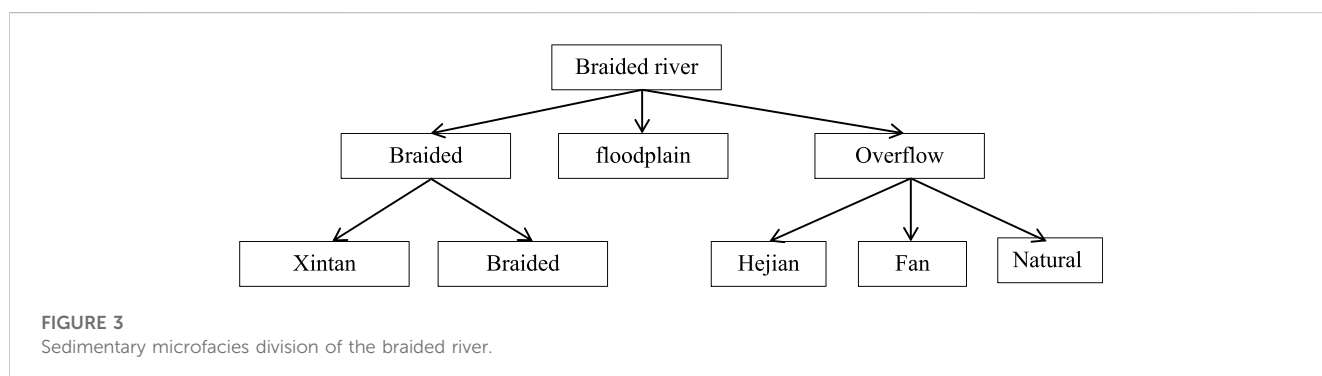 Braided river
Braided
floodplain
Overflow
Xintan
Braided
Hejian
Fan
Natural
FIGURE 3
Sedimentary microfacies division of the braided river.